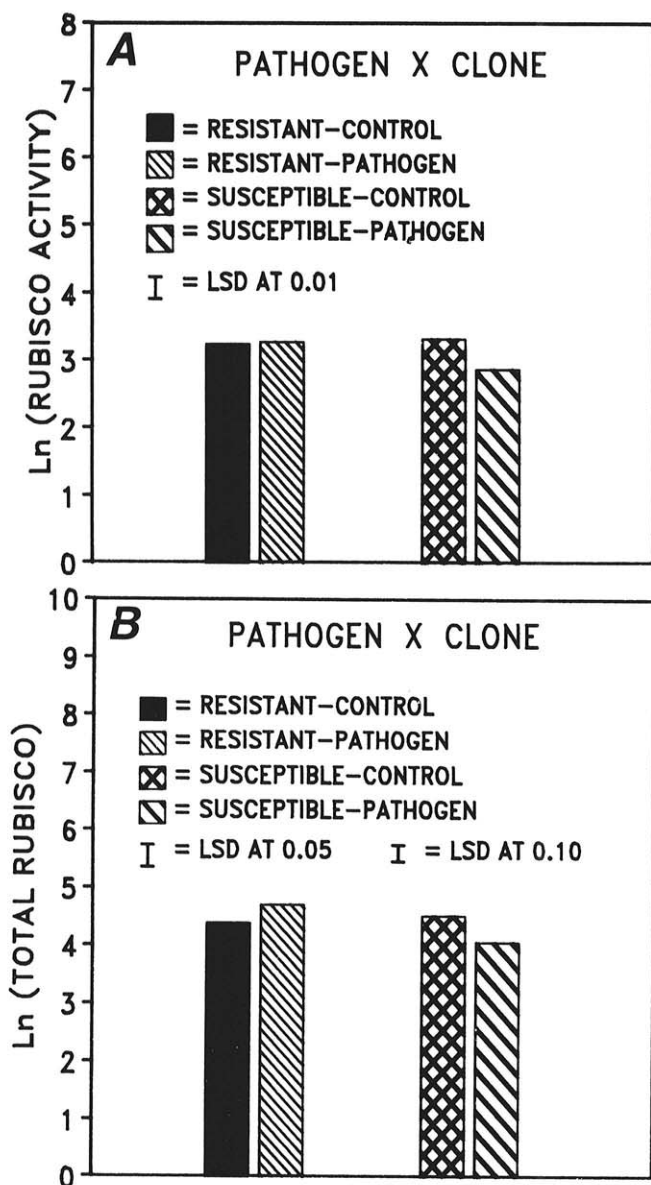 A
PATHOGEN X CLONE
= RESISTANT–CONTROL
= RESISTANT–PATHOGEN
= SUSCEPTIBLE–CONTROL
= SUSCEPTIBLE–PATHOGEN
= LSD AT 0.01
Ln (RUBISCO ACTIVITY)
8
7
6
5
4
3
2
1
0
B
PATHOGEN X CLONE
= RESISTANT–CONTROL
= RESISTANT–PATHOGEN
= SUSCEPTIBLE–CONTROL
= SUSCEPTIBLE–PATHOGEN
= LSD AT 0.05 = LSD AT 0.10
Ln (TOTAL RUBISCO)
10
9
8
7
6
5
4
3
2
1
0